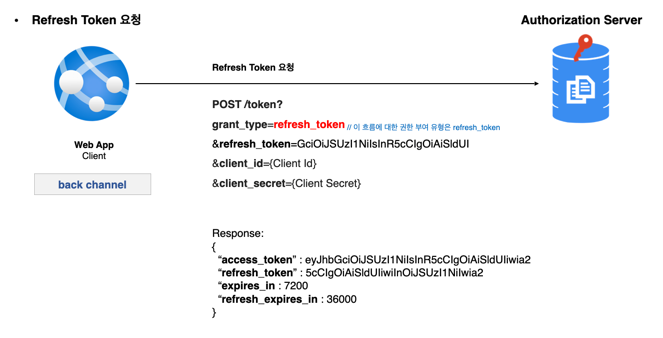 • Refresh Token 요청
Authorization Server
Refresh Token 요청
POST /token?
grant_type=refresh_token // 이 흐름에 대한 권한 부여 유형은 refresh_token
&refresh_token=GciOiJSUzI1NiIsInR5cCIgOiAiSldUI
&client_id={Client Id}
&client_secret={Client Secret}
Web App
Client
back channel
Response:
{
"access_token" : eyJhbGciOiJSUzI1NiIsInR5cCIgOiAiSldUIiwia2
"refresh_token" : 5cCIgOiAiSldUIiwiInOiJSUzI1NiIwia2
"expires_in : 7200
"refresh_expires_in : 36000
}